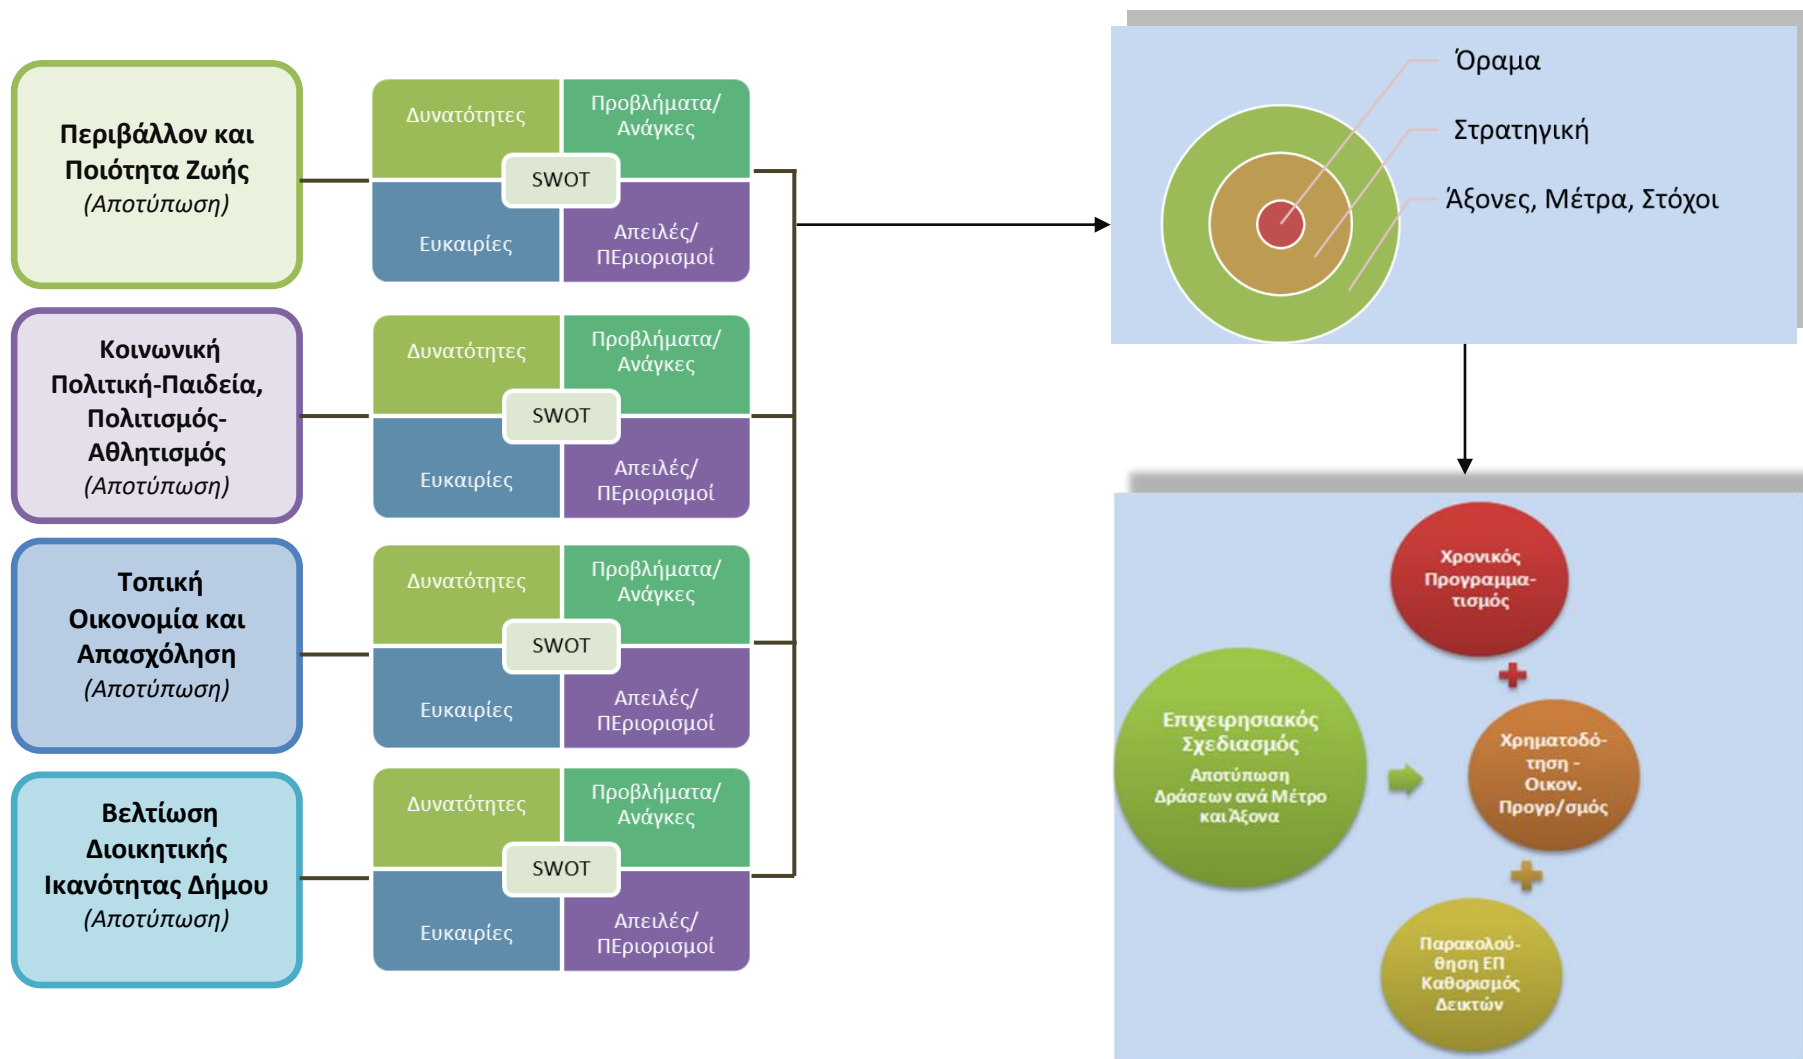 Περιβάλλον και
Ποιότητα Ζωής
(Αποτύπωση)
Δυνατότητες
Προβλήματα/
Ανάγκες
SWOT
Ευκαιρίες
Απειλές/
ΠΕριορισμοί
Κοινωνική
Πολιτική-Παιδεία,
Πολιτισμός-
Αθλητισμός
(Αποτύπωση)
Δυνατότητες
Προβλήματα/
Ανάγκες
SWOT
Ευκαιρίες
Απειλές/
ΠΕριορισμοί
Τοπική
Οικονομία και
Απασχόληση
(Αποτύπωση)
Δυνατότητες
Προβλήματα/
Ανάγκες
SWOT
Ευκαιρίες
Απειλές/
ΠΕριορισμοί
Βελτίωση
Διοικητικής
Ικανότητας Δήμου
(Αποτύπωση)
Δυνατότητες
Προβλήματα/
Ανάγκες
SWOT
Ευκαιρίες
Απειλές/
ΠΕριορισμοί
Όραμα
Στρατηγική
Άξονες, Μέτρα, Στόχοι
Επιχειρησιακός
Σχεδιασμός
Αποτύπωση
Δράσεων ανά Μέτρο
και Άξονα
Χρονικός
Προγραμμα-
τισμός
Χρηματοδό-
τηση -
Οικον.
Προγρ/σμός
Παρακολού-
θηση ΕΠ
Καθορισμός
Δεικτών